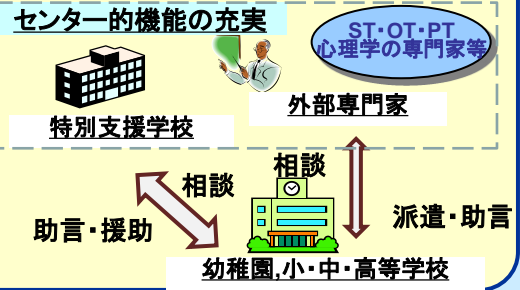 センター的機能の充実
ST・OT・PT
心理学の専門家等
外部専門家
特別支援学校
相談
相談
助言・援助
派遣・助言
幼稚園,小・中・高等学校